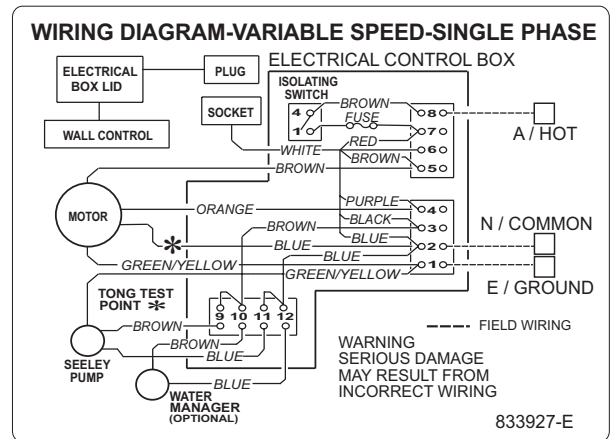 WIRING DIAGRAM-VARIABLE SPEED-SINGLE PHASE
ELECTRICAL CONTROL BOX
ELECTRICAL
BOX LID
PLUG
WALL CONTROL
SOCKET
ISOLATING
SWITCH
4
1
BROWN
FUSE
RED
WHITE
BROWN
BROWN
8
7
6
5
A / HOT
MOTOR
ORANGE
PURPLE
BLACK
BROWN
BLUE
BLUE
BLUE
GREEN/YELLOW
GREEN/YELLOW
4
3
2
1
N / COMMON
E / GROUND
TONG TEST
POINT *
*
9 10 11 12
BROWN
BROWN
BLUE
BLUE
SEELEY
PUMP
WATER
MANAGER
(OPTIONAL)
FIELD WIRING
WARNING
SERIOUS DAMAGE
MAY RESULT FROM
INCORRECT WIRING
833927-E